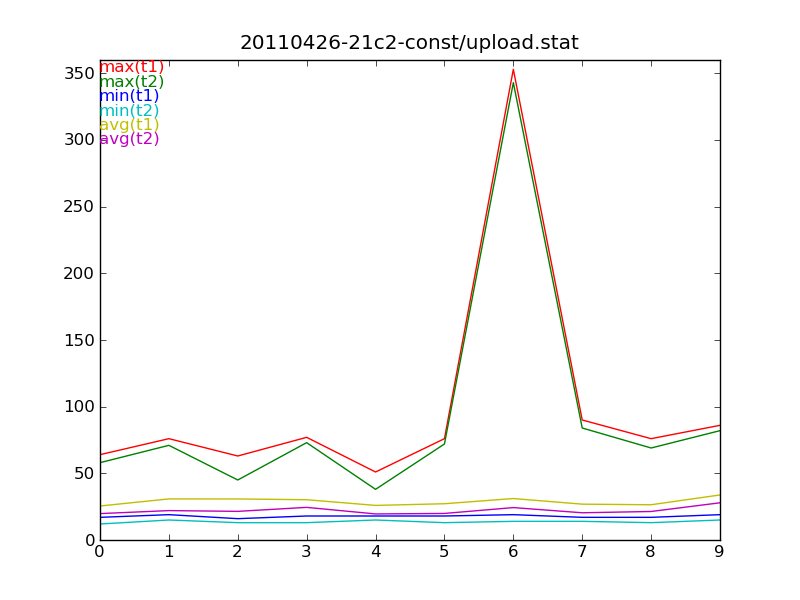 20110426-21c2-const/upload.stat
350
max(t1)
max(t2)
min(t1)
min(t2)
avg(t1)
avg(t2)
300
250
200
150
100
50
0
0 1 2 3 4 5 6 7 8 9